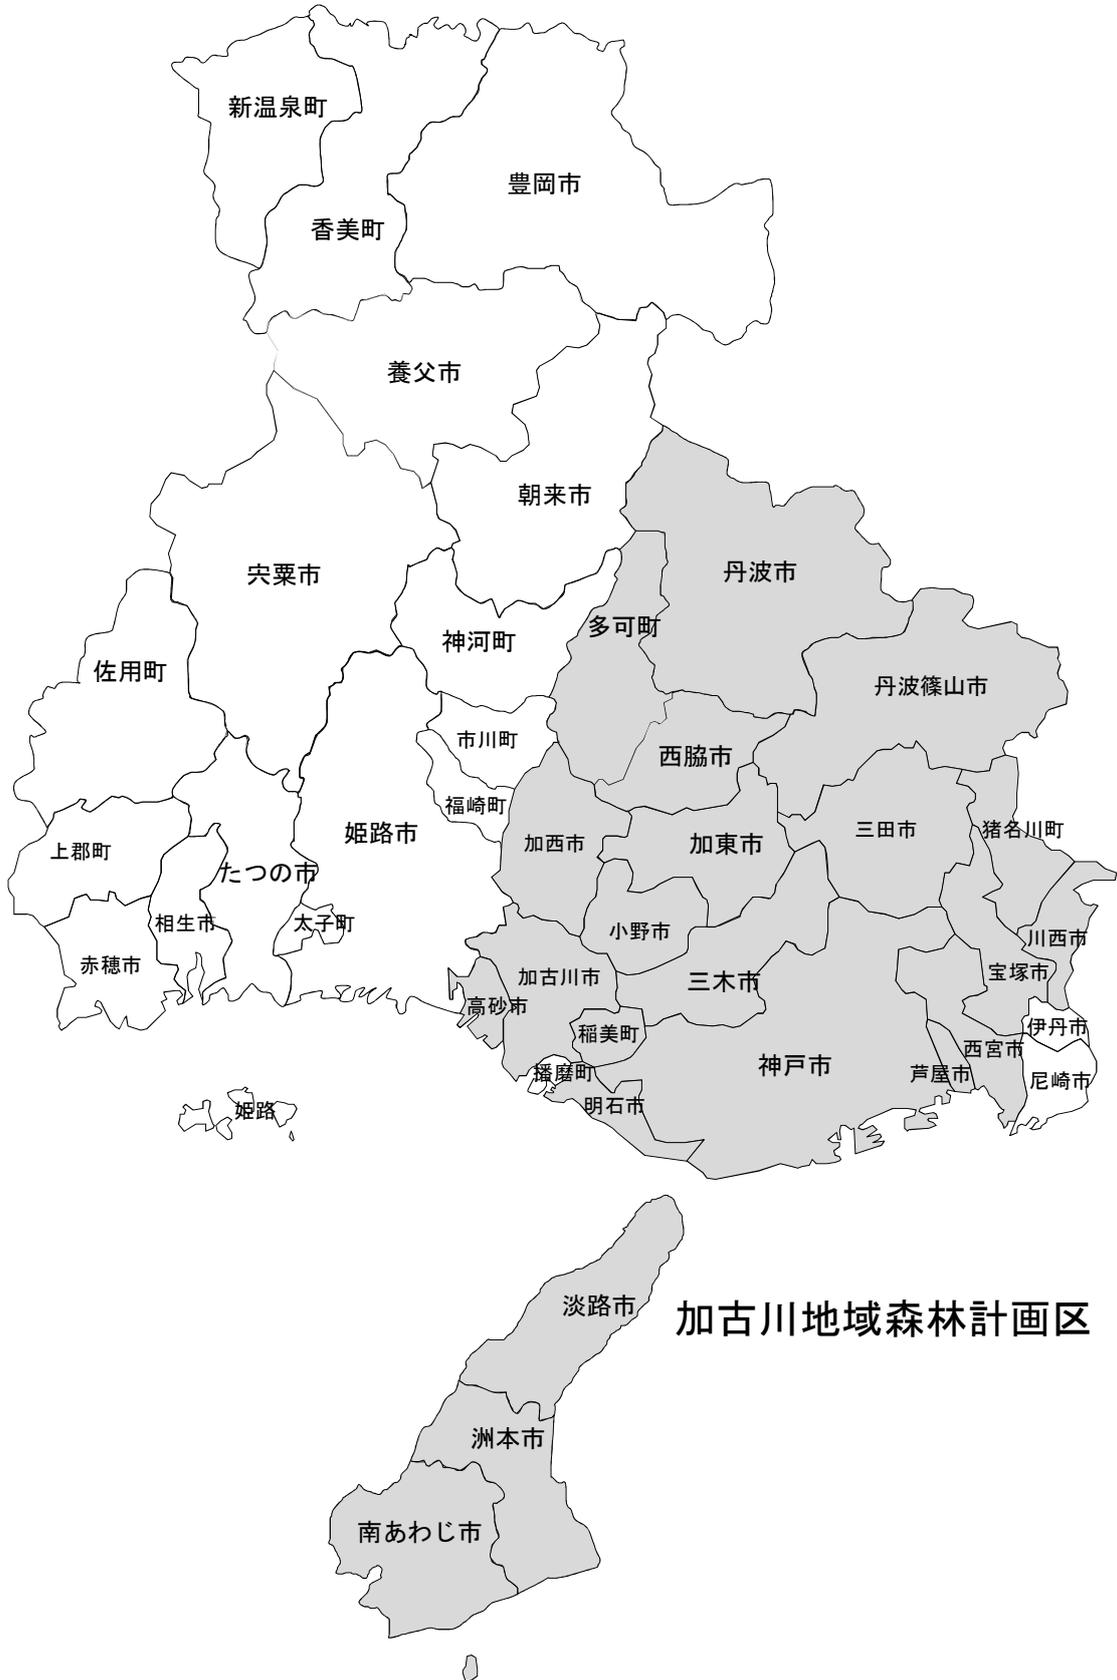 新温泉町
豊岡市
香美町
養父市
朝来市
宍粟市
丹波市
多可町
神河町
佐用町
丹波篠山市
市川町
西脇市
福崎町
姫路市
加西市
加東市
三田市
猪名川町
上郡町
たつの市
相生市
太子町
小野市
川西市
赤穂市
加古川市
三木市
宝塚市
高砂市
稲美町
伊丹市
西宮市
神戸市
播磨町
芦屋市
尼崎市
明石市
姫路
淡路市
加古川地域森林計画区
洲本市
南あわじ市